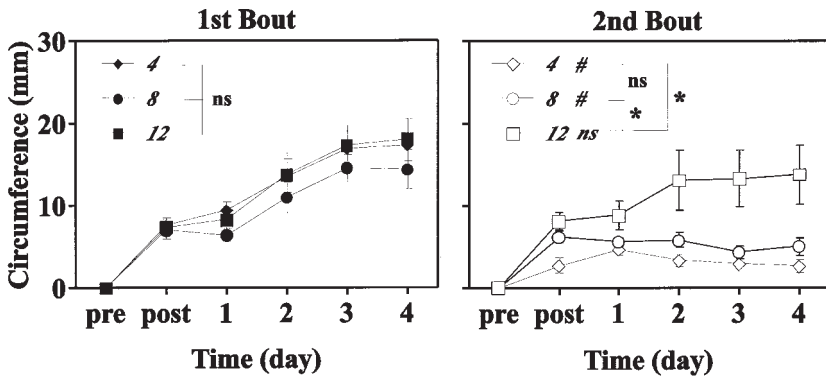 1st Bout
Circumference (mm)
30
20
10
0
4
8
12
ns
pre post 1 2 3 4
Time (day)
2nd Bout
4 #
8 #
12 ns
ns
*
*
pre post 1 2 3 4
Time (day)